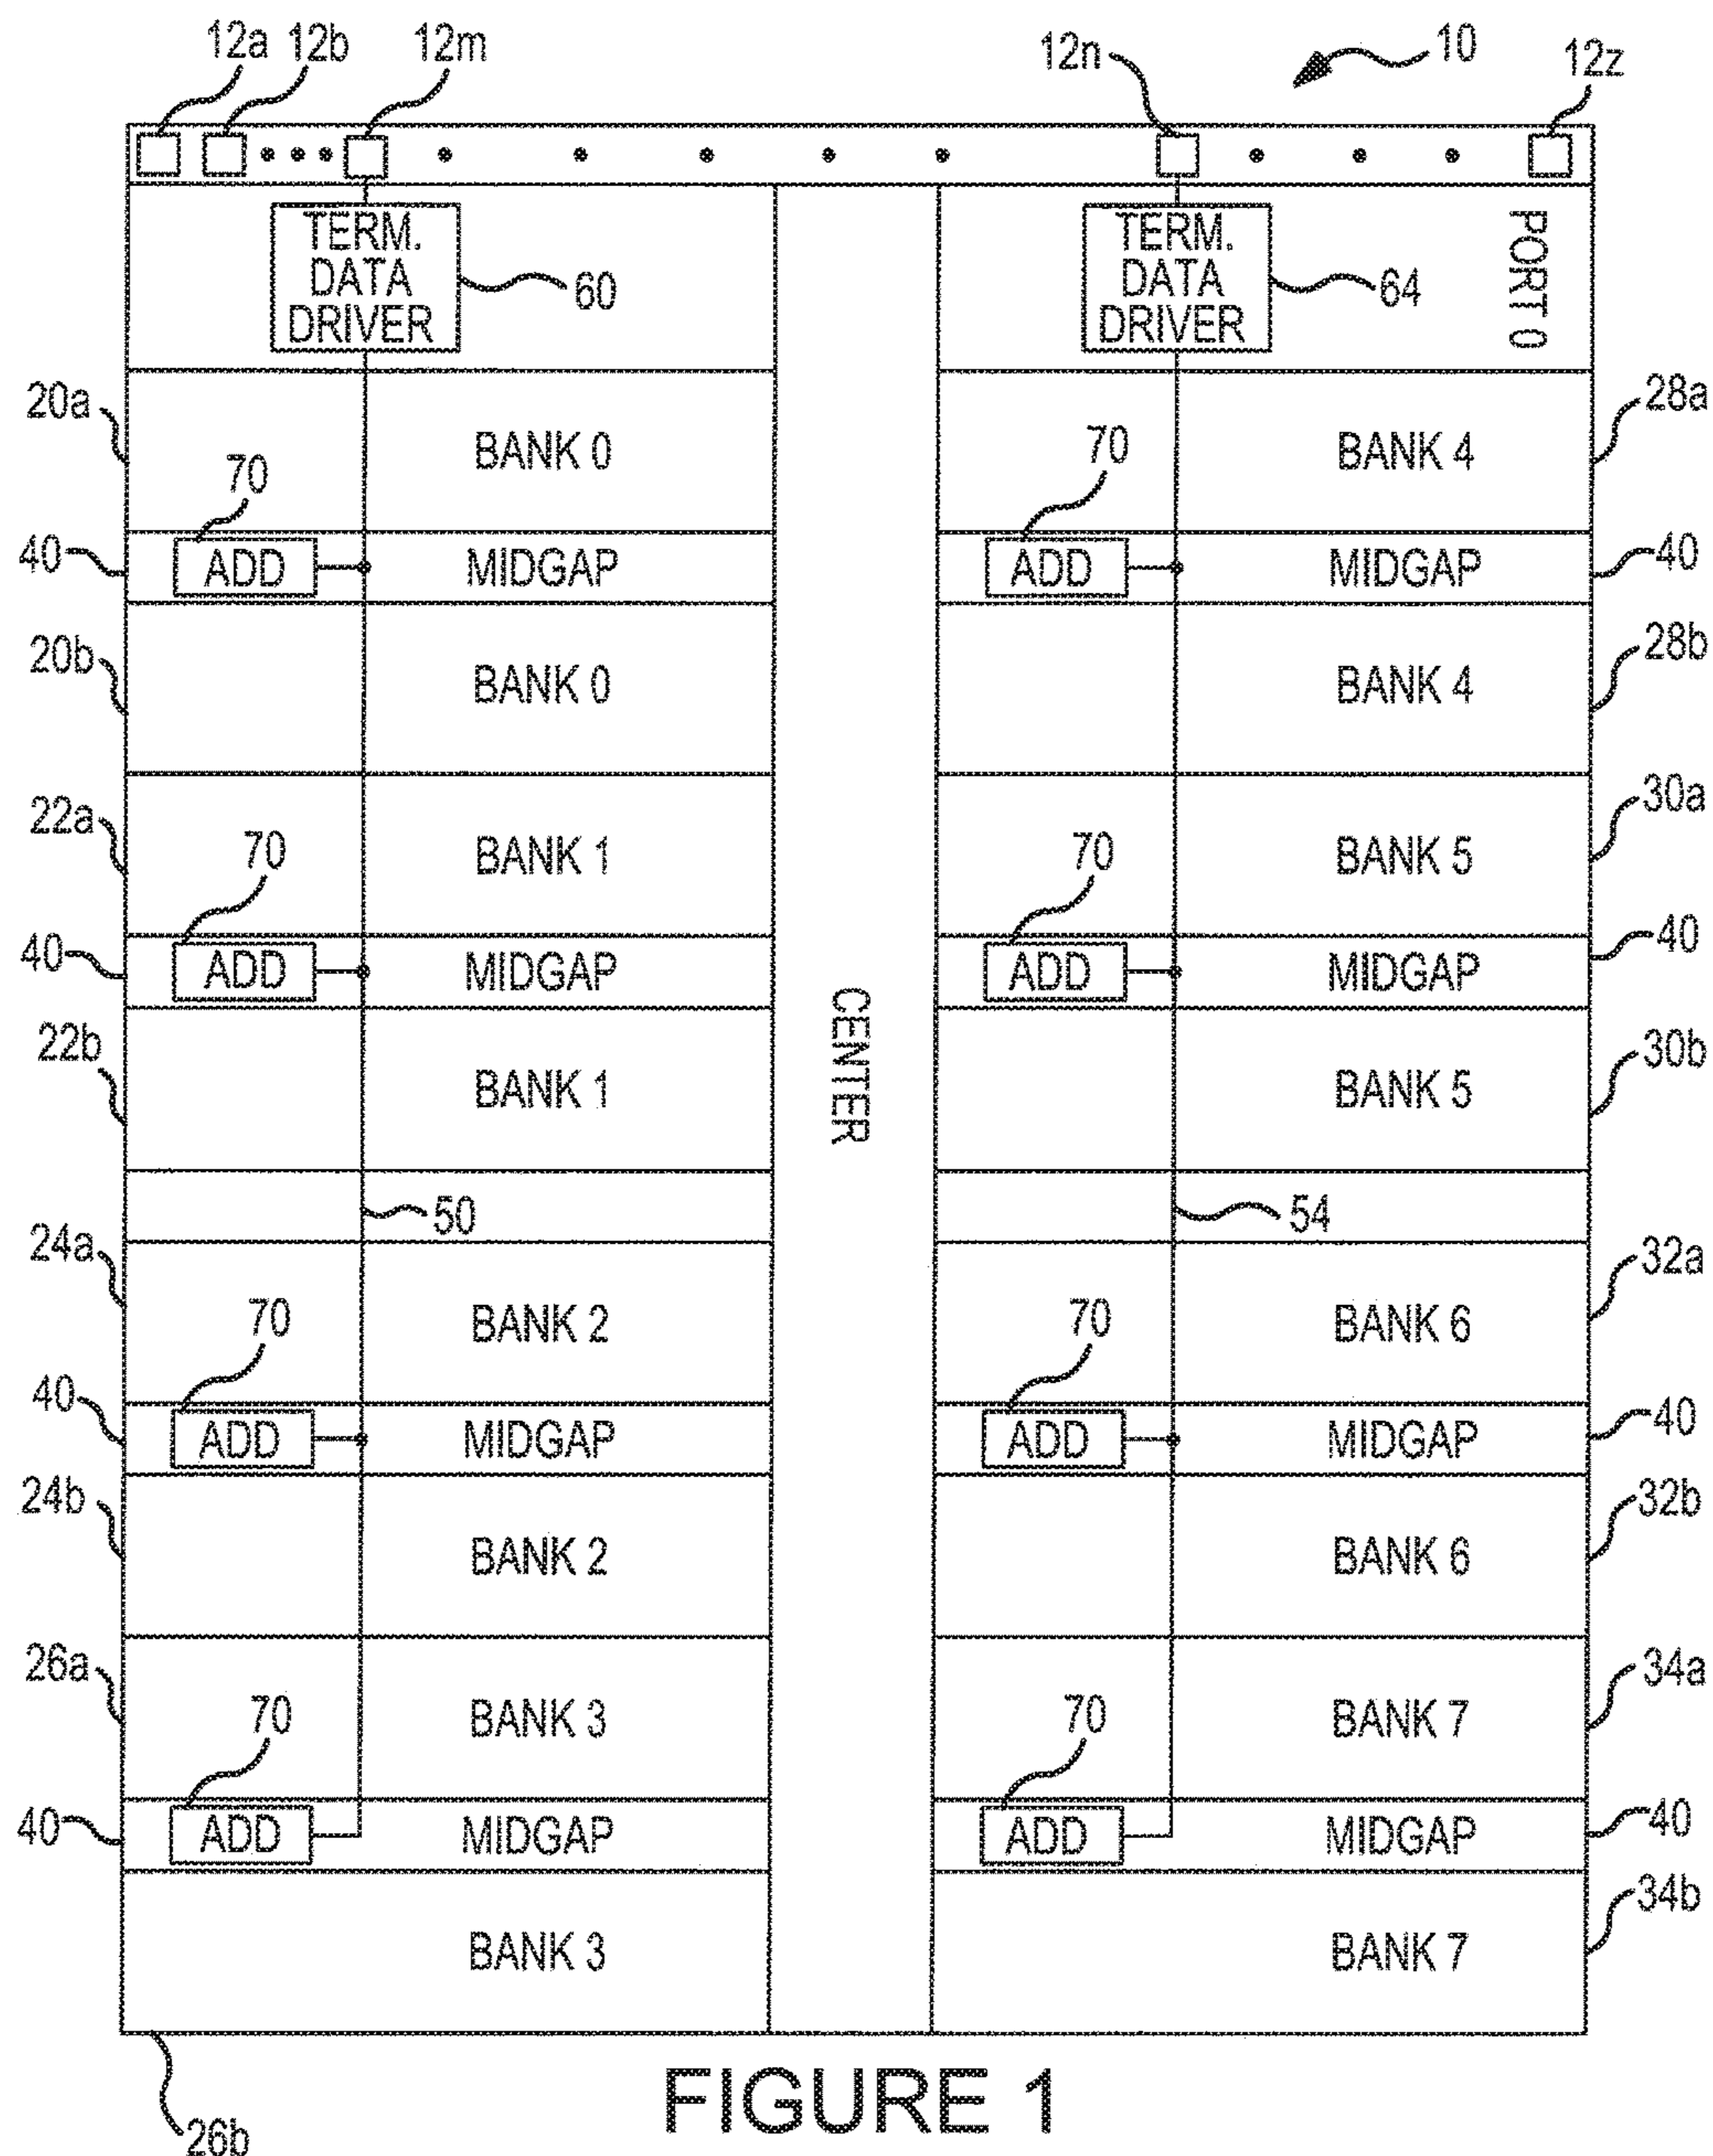 12a 12b 12m 12n 10 12z
TERM.
DATA
DRIVER
60
TERM.
DATA
DRIVER
64
PORT 0
20a BANK 0 70 BANK 4 28a
70
40 ADD MIDGAP ADD MIDGAP 40
20b BANK 0 BANK 4 28b
22a 70 BANK 1 70 BANK 5 30a
40 ADD MIDGAP ADD MIDGAP 40
CENTER
22b BANK 1 BANK 5 30b
50 54
24a 70 BANK 2 70 BANK 6 32a
40 ADD MIDGAP ADD MIDGAP 40
24b BANK 2 BANK 6 32b
26a 70 BANK 3 70 BANK 7 34a
40 ADD MIDGAP ADD MIDGAP 40
BANK 3 BANK 7 34b
26b
FIGURE 1